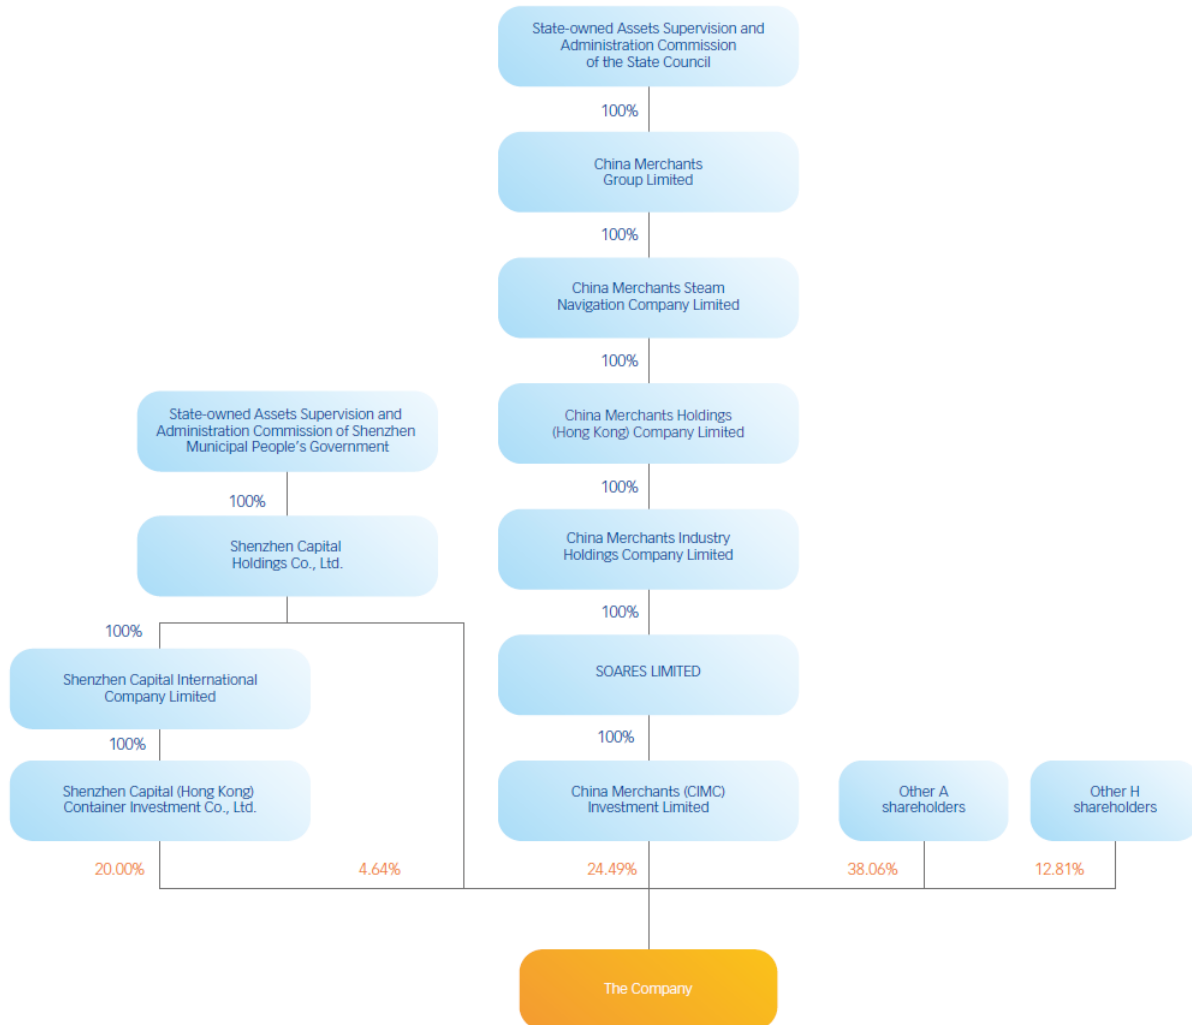 State-owned Assets Supervision and
Administration Commission
of the State Council
100%
China Merchants
Group Limited
100%
China Merchants Steam
Navigation Company Limited
100%
China Merchants Holdings
(Hong Kong) Company Limited
100%
China Merchants Industry
Holdings Company Limited
100%
SOARES LIMITED
100%
China Merchants (CIMC)
Investment Limited
State-owned Assets Supervision and
Administration Commission of Shenzhen
Municipal People’s Government
100%
Shenzhen Capital
Holdings Co., Ltd.
100%
Shenzhen Capital International
Company Limited
100%
Shenzhen Capital (Hong Kong)
Container Investment Co., Ltd.
Other A
shareholders
Other H
shareholders
20.00%
4.64%
24.49%
38.06%
12.81%
The Company